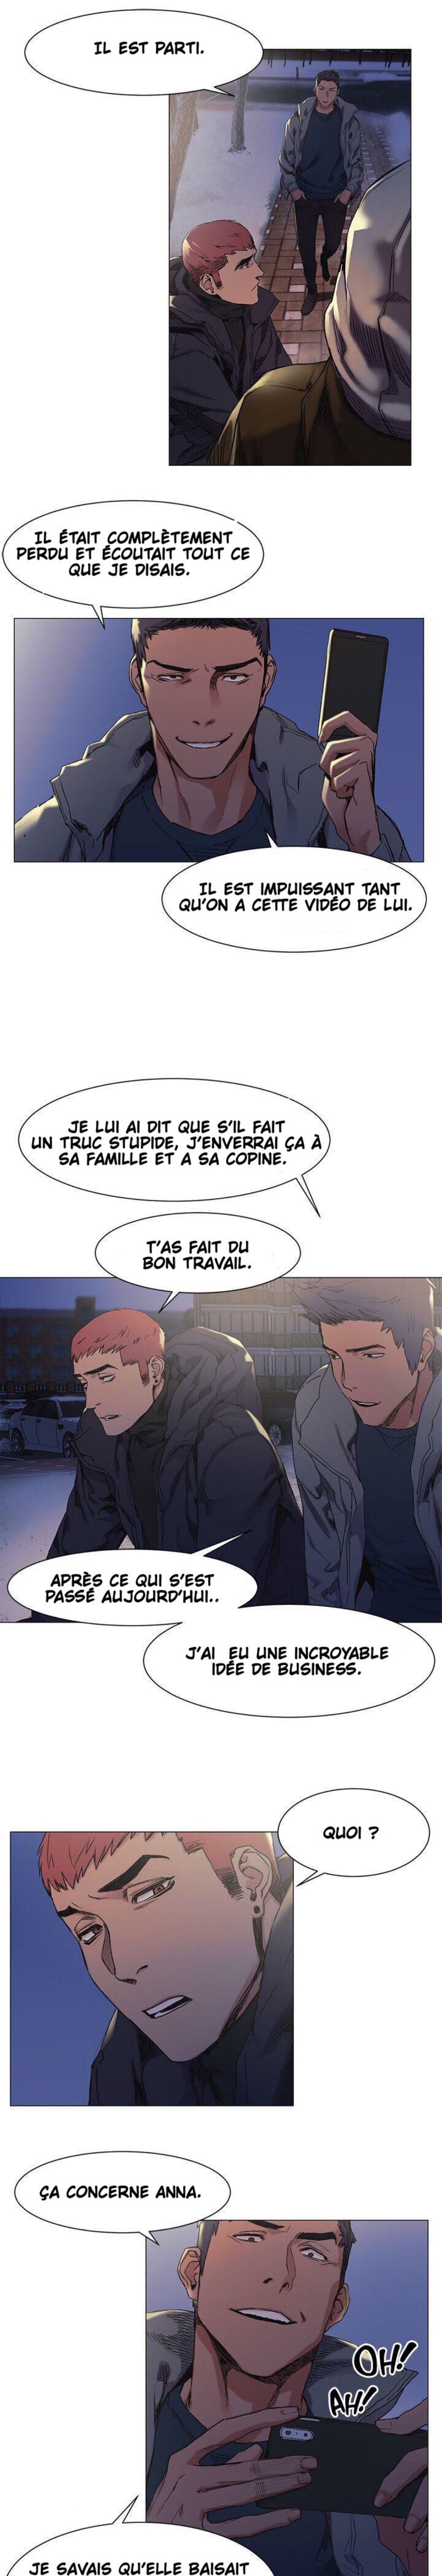 IL EST PARTI.
IL ÉTAIT COMPLÈTEMENT
PERDU ET ÉCOUTAIT TOUT CE
QUE JE DISAIS.
IL EST IMPUISSANT TANT
QU'ON A CETTE VIDÉO DE LUI.
JE LUI AI DIT QUE S'IL FAIT
UN TRUC STUPIDE, J'ENVERRAI ÇA À
SA FAMILLE ET A SA COPINE.
T'AS FAIT DU
BON TRAVAIL.
APRÈS CE QUI S'EST
PASSÉ AUJOURD'HUI..
J'AI EU UNE INCROYABLE
IDÉE DE BUSINESS.
QUOI ?
ÇA CONCERNE ANNA.
OH!
AH!
JE SAVAIS QU'ELLE BAISAIT